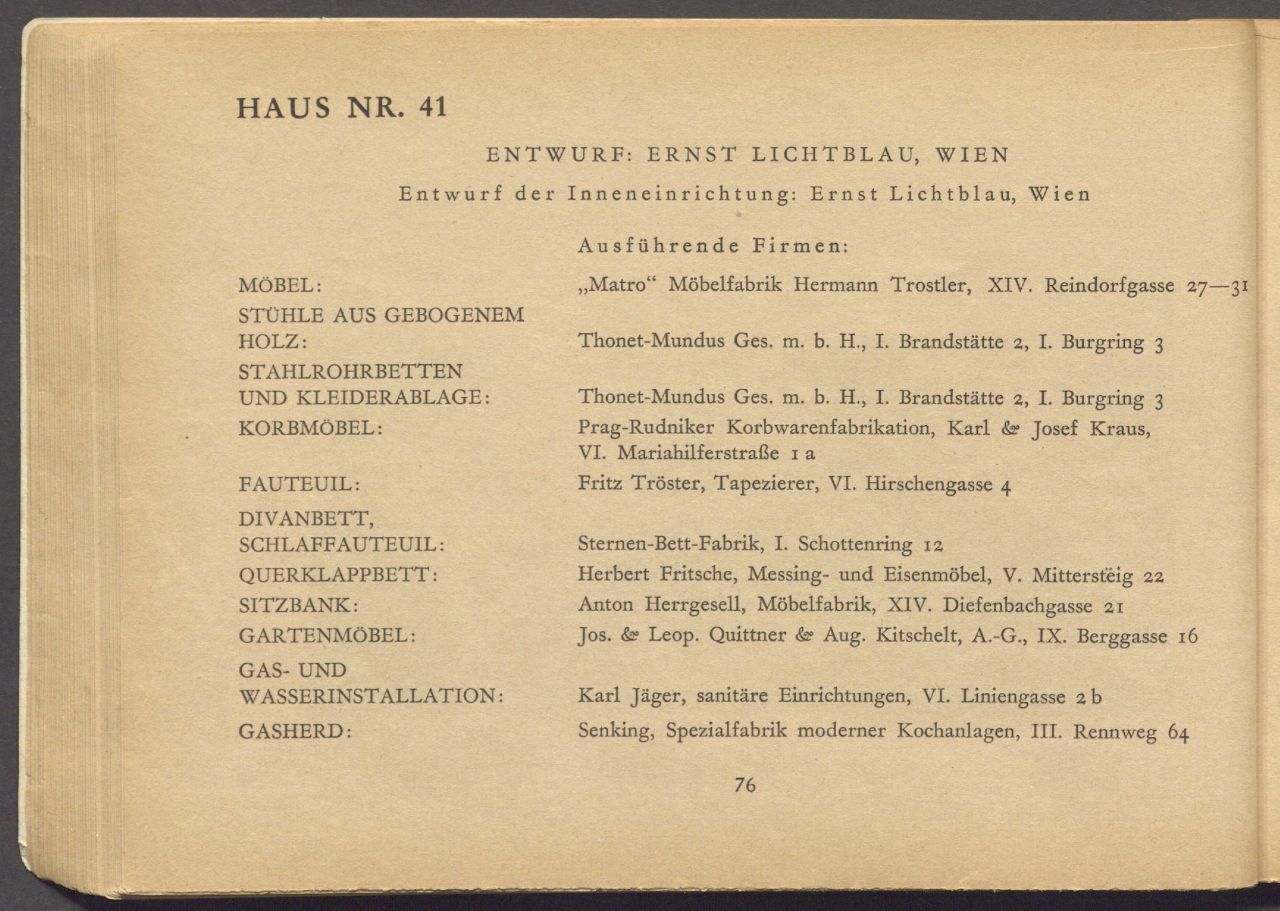 HAUS NR. 41
ENTWURF: ERNST LICHTBLAU, WIEN
Entwurf der Inneneinrichtung: Ernst Lichtblau, Wien
Ausführende Firmen:
MÖBEL: „Matro“ Möbelfabrik Hermann Trostler, XIV. Reindorfgasse 27—31
STÜHLE AUS GEBOGENEM
HOLZ: Thonet-Mundus Ges. m. b. H., I. Brandstätte 2, I. Burgring 3
STAHLROHRBETTEN
UND KLEIDERABLAGE: Thonet-Mundus Ges. m. b. H., I. Brandstätte 2, I. Burgring 3
KORBMÖBEL: Prag-Rudniker Korbwarenfabrikation, Karl & Josef Kraus,
VI. Mariahilferstraße 1 a
FAUTEUIL: Fritz Tröster, Tapezierer, VI. Hirschengasse 4
DIVANBETT,
SCHLAFFAUTEUIL: Sternen-Bett-Fabrik, I. Schottenring 12
QUERKLAPPBETT: Herbert Fritsche, Messing- und Eisenmöbel, V. Mittersteig 22
SITZBANK: Anton Herrgesell, Möbelfabrik, XIV. Diefenbachgasse 21
GARTENMÖBEL: Jos. & Leop. Quittner & Aug. Kitschelt, A.-G., IX. Berggasse 16
GAS- UND
WASSERINSTALLATION: Karl Jäger, sanitäre Einrichtungen, VI. Liniengasse 2 b
GASHERD: Senking, Spezialfabrik moderner Kochanlagen, III. Rennweg 64
76